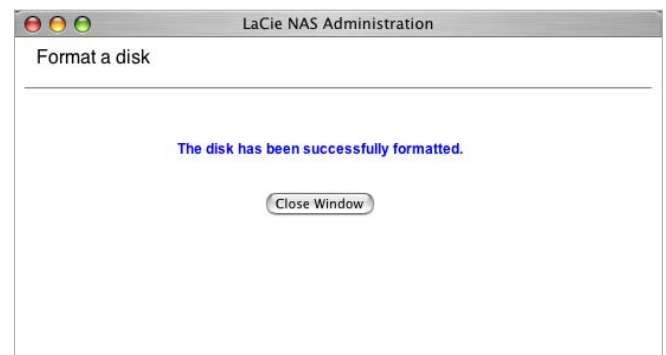 LaCie NAS Administration
Format a disk
The disk has been successfully formatted.
Close Window